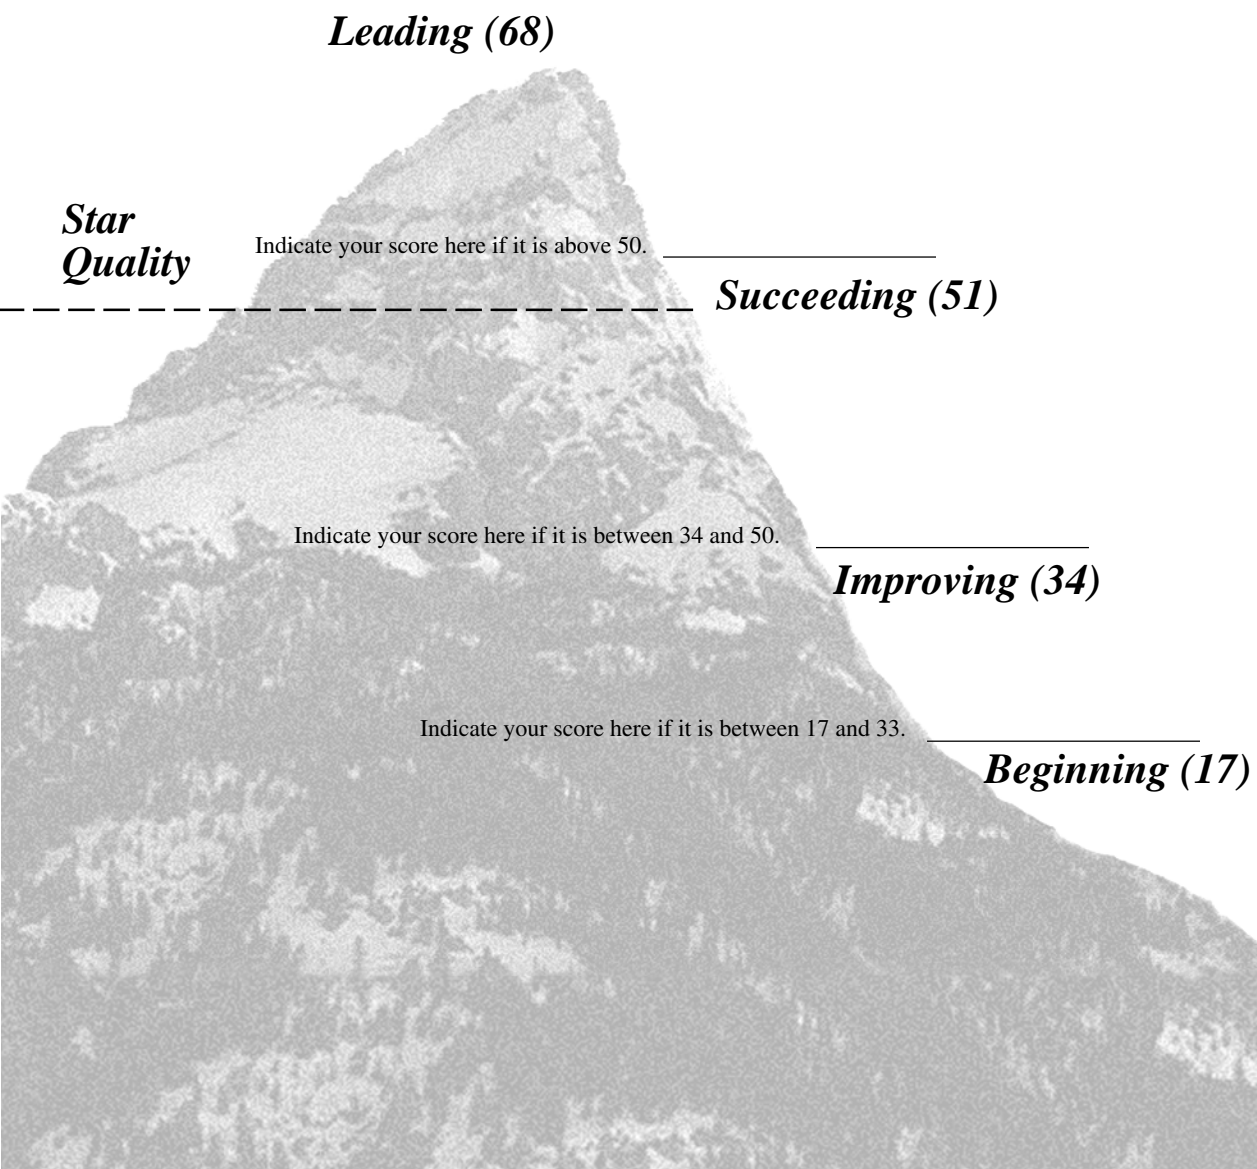 Leading (68)
Star
Quality
Indicate your score here if it is above 50.
Succeeding (51)
Indicate your score here if it is between 34 and 50.
Improving (34)
Indicate your score here if it is between 17 and 33.
Beginning (17)